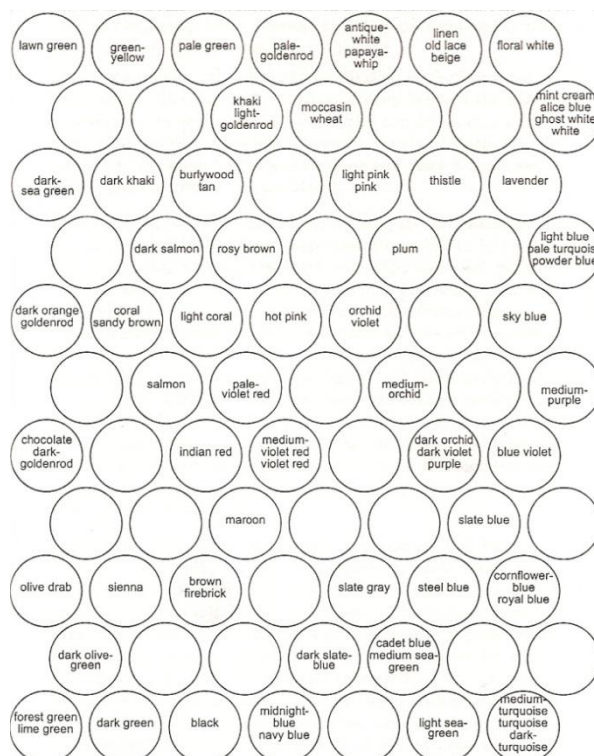 lawn green
green-
yellow
pale green
pale-
goldenrod
antique-
white
papaya-
whip
linen
old lace
beige
floral white
khaki
light-
goldenrod
moccasin
wheat
mint cream
alice blue
ghost white
white
dark-
sea green
dark khaki
burlywood
tan
light pink
pink
thistle
lavender
dark salmon
rosy brown
plum
light blue
pale turquoise
powder blue
dark orange
goldenrod
coral
sandy brown
light coral
hot pink
orchid
violet
sky blue
salmon
pale-
violet red
medium-
orchid
medium-
purple
chocolate
dark-
goldenrod
indian red
medium-
violet red
violet red
dark orchid
dark violet
purple
blue violet
maroon
slate blue
olive drab
sienna
brown
firebrick
slate gray
steel blue
cornflower-
blue
royal blue
dark olive-
green
dark slate-
blue
cadet blue
medium sea-
green
forest green
lime green
dark green
black
midnight-
blue
navy blue
light sea-
green
medium-
turquoise
turquoise
dark-
turquoise